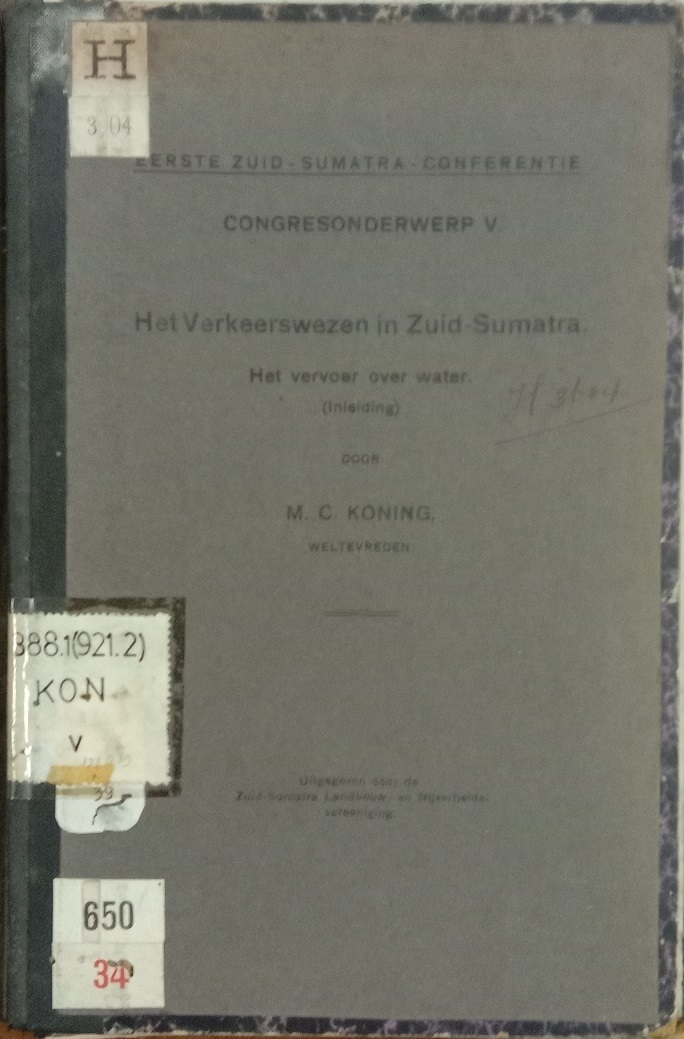 H
3 04
EERSTE ZUID-SUMATRA-CONFERENTIE
CONGRESONDERWERP V.
Het Verkeerswezen in Zuid-Sumatra.
Het vervoer over water.
(Inleiding)
DOOR
M. C. KONING,
WELTEVREDEN.
388.1(921.2)
KON
v
39
Uitgegeven door de
Zuid-Sumatra Landbouw- en Nijverheids-
vereeniging.
650
34